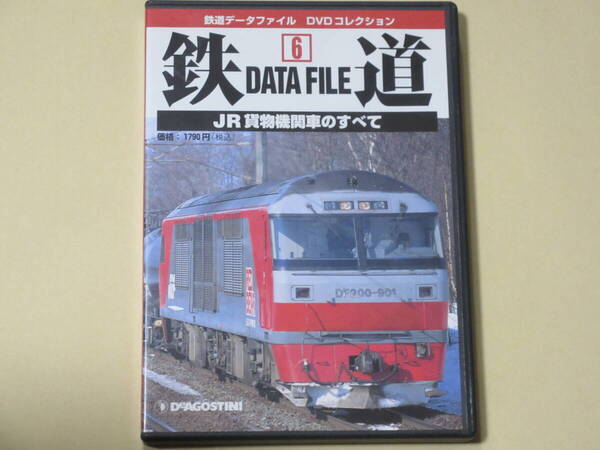 鉄道データファイル DVDコレクション
鉄 6 DATA FILE 道
JR貨物機関車のすべて
価格：1790円（税込）
DF200-901
DeAGOSTINI